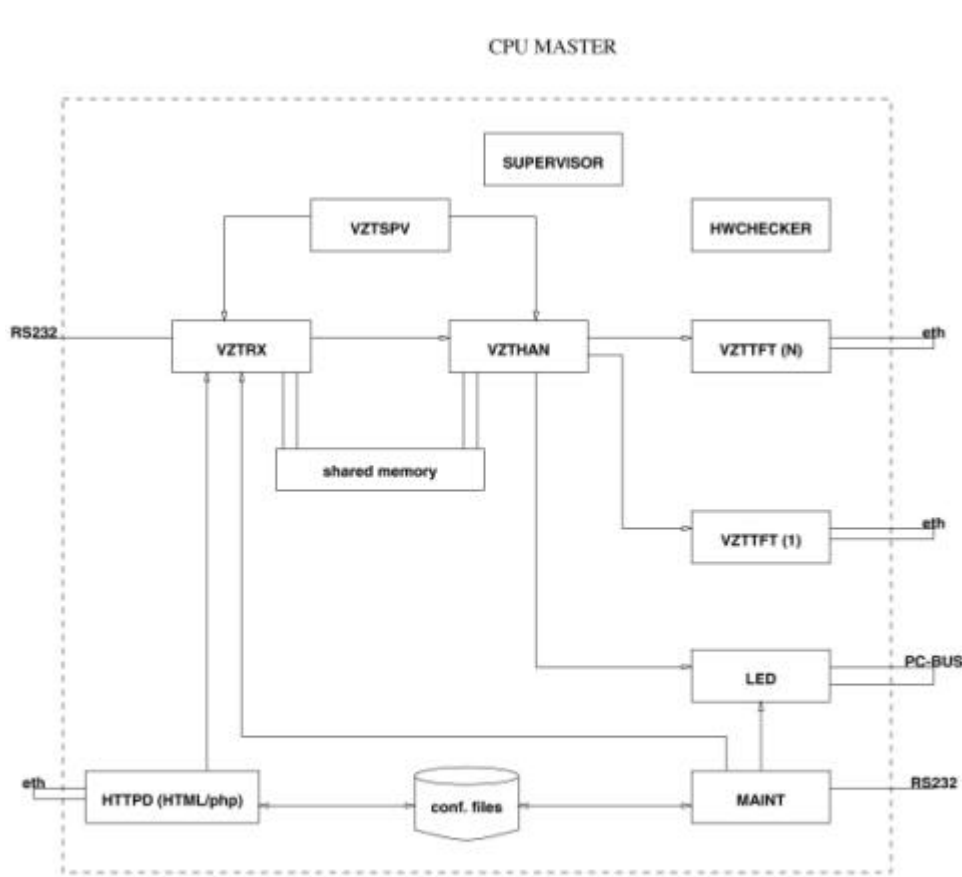 CPU MASTER
SUPERVISOR
VZTSPV
HWCHECKER
RS232
VZTRX
VZTHAN
VZTTFT (N)
eth
shared memory
VZTTFT (1)
eth
LED
PC-BUS
eth
HTTPD (HTML/php)
conf. files
MAINT
RS232